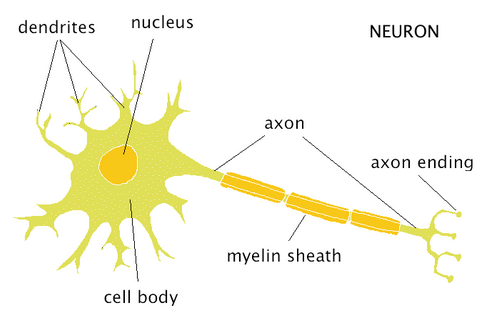 dendrites
nucleus
NEURON
axon
axon ending
myelin sheath
cell body